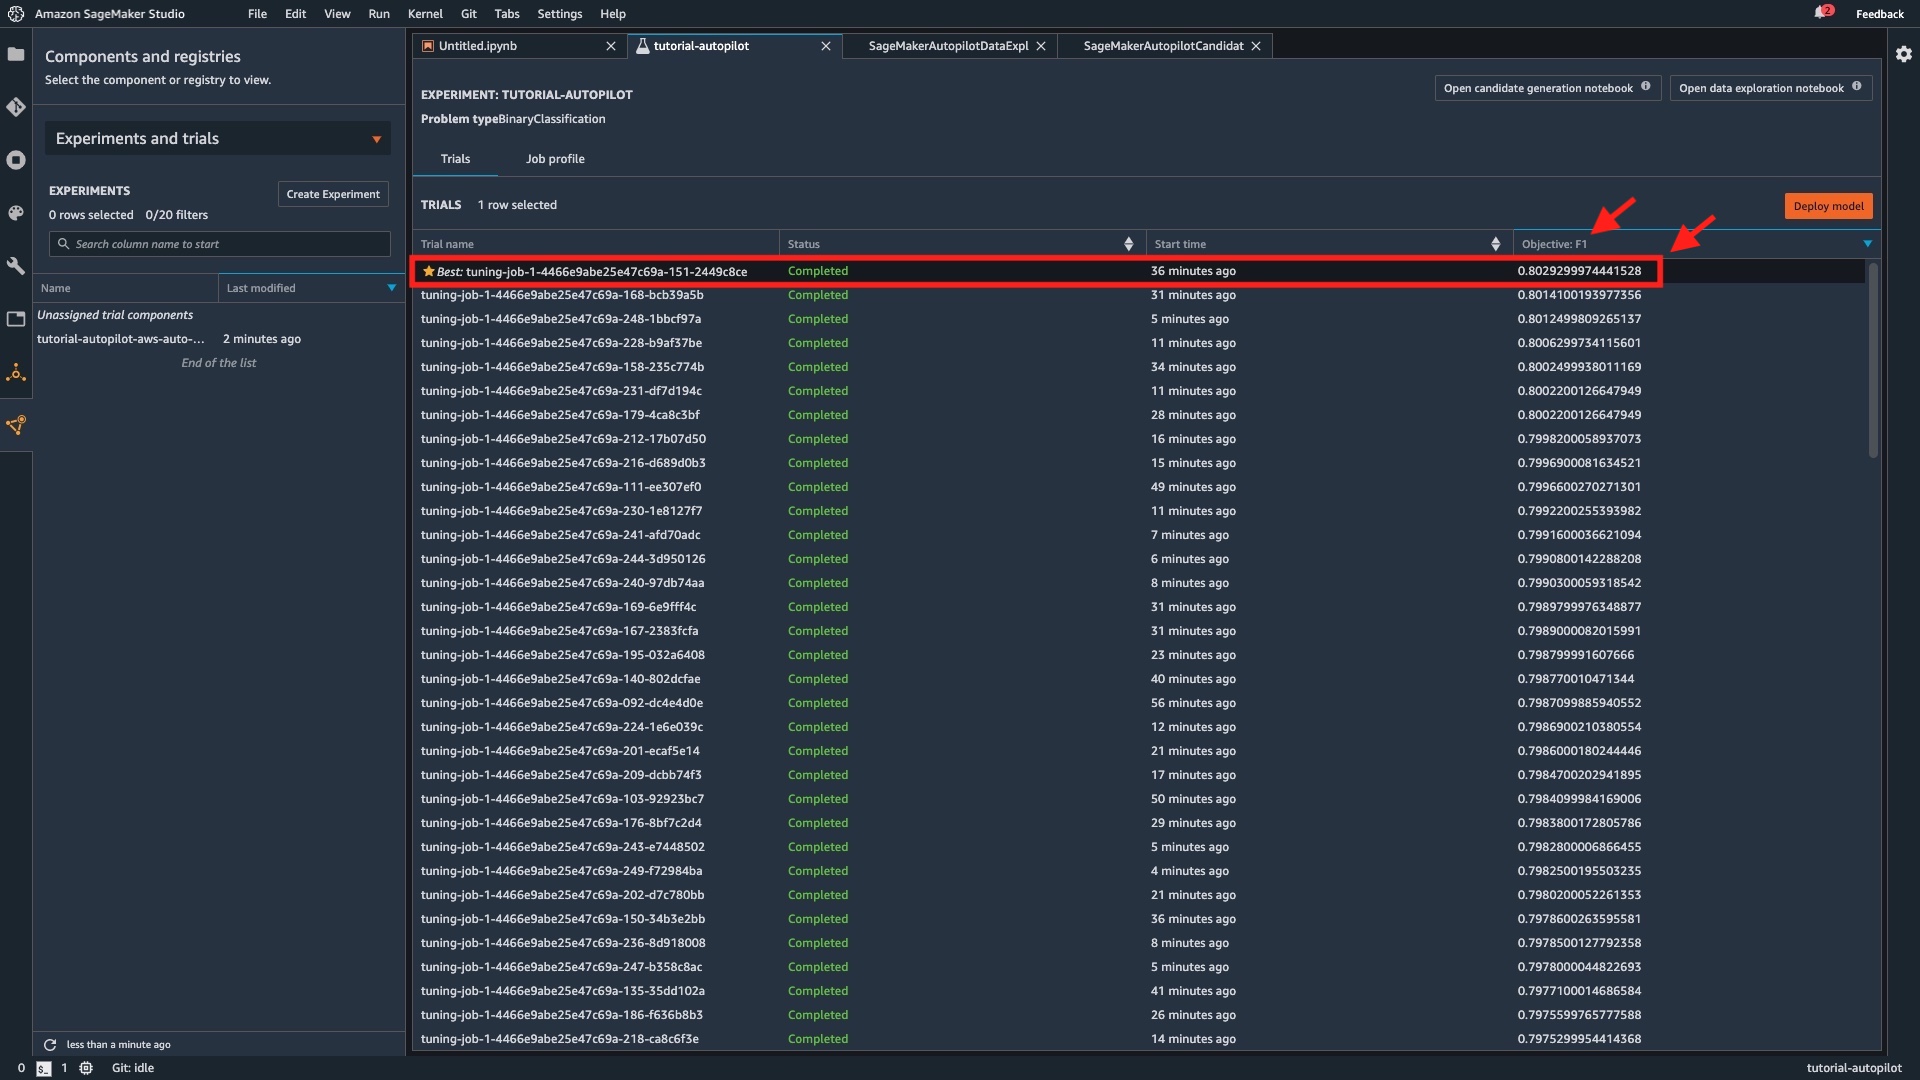 Amazon SageMaker Studio File Edit View Run Kernel Git Tabs Settings Help 2 Feedback
Components and registries
Select the component or registry to view.
Experiments and trials
EXPERIMENTS Create Experiment
0 rows selected 0/20 filters
Search column name to start
Name Last modified
Unassigned trial components
tutorial-autopilot-aws-auto-... 2 minutes ago
End of the list
less than a minute ago
Untitled.ipynb tutorial-autopilot SageMakerAutopilotDataExpl SageMakerAutopilotCandidat
EXPERIMENT: TUTORIAL-AUTOPILOT Open candidate generation notebook Open data exploration notebook
Problem typeBinaryClassification
Trials Job profile
TRIALS 1 row selected Deploy model
Trial name Status Start time Objective: F1
Best: tuning-job-1-4466e9abe25e47c69a-151-2449c8ce Completed 36 minutes ago 0.8029299974441528
tuning-job-1-4466e9abe25e47c69a-168-bcb39a5b Completed 31 minutes ago 0.8014100193977356
tuning-job-1-4466e9abe25e47c69a-248-1bbcf97a Completed 5 minutes ago 0.8012499809265137
tuning-job-1-4466e9abe25e47c69a-228-b9af37be Completed 11 minutes ago 0.8006299734115601
tuning-job-1-4466e9abe25e47c69a-158-235c774b Completed 34 minutes ago 0.8002499938011169
tuning-job-1-4466e9abe25e47c69a-231-df7d194c Completed 11 minutes ago 0.8002200126647949
tuning-job-1-4466e9abe25e47c69a-179-4ca8c3bf Completed 28 minutes ago 0.8002200126647949
tuning-job-1-4466e9abe25e47c69a-212-17b07d50 Completed 16 minutes ago 0.7998200058937073
tuning-job-1-4466e9abe25e47c69a-216-d689d0b3 Completed 15 minutes ago 0.7996900081634521
tuning-job-1-4466e9abe25e47c69a-111-ee307ef0 Completed 49 minutes ago 0.7996600270271301
tuning-job-1-4466e9abe25e47c69a-230-1e8127f7 Completed 11 minutes ago 0.7992200255393982
tuning-job-1-4466e9abe25e47c69a-241-afd70adc Completed 7 minutes ago 0.7991600036621094
tuning-job-1-4466e9abe25e47c69a-244-3d950126 Completed 6 minutes ago 0.7990800142288208
tuning-job-1-4466e9abe25e47c69a-240-97db74aa Completed 8 minutes ago 0.7990300059318542
tuning-job-1-4466e9abe25e47c69a-169-6e9fff4c Completed 31 minutes ago 0.7989799976348877
tuning-job-1-4466e9abe25e47c69a-167-2383fcfa Completed 31 minutes ago 0.7989000082015991
tuning-job-1-4466e9abe25e47c69a-195-032a6408 Completed 23 minutes ago 0.798799991607666
tuning-job-1-4466e9abe25e47c69a-140-802dcfae Completed 40 minutes ago 0.798770010471344
tuning-job-1-4466e9abe25e47c69a-092-dc4e4d0e Completed 56 minutes ago 0.7987099885940552
tuning-job-1-4466e9abe25e47c69a-224-1e6e039c Completed 12 minutes ago 0.7986900210380554
tuning-job-1-4466e9abe25e47c69a-201-ecaf5e14 Completed 21 minutes ago 0.7986000180244446
tuning-job-1-4466e9abe25e47c69a-209-dcbb74f3 Completed 17 minutes ago 0.7984700202941895
tuning-job-1-4466e9abe25e47c69a-103-92923bc7 Completed 50 minutes ago 0.7984099984169006
tuning-job-1-4466e9abe25e47c69a-176-8bf7c2d4 Completed 29 minutes ago 0.7983800172805786
tuning-job-1-4466e9abe25e47c69a-243-e7448502 Completed 5 minutes ago 0.7982800006866455
tuning-job-1-4466e9abe25e47c69a-249-f72984ba Completed 4 minutes ago 0.7982500195503235
tuning-job-1-4466e9abe25e47c69a-202-d7c780bb Completed 21 minutes ago 0.7980200052261353
tuning-job-1-4466e9abe25e47c69a-150-34b3e2bb Completed 36 minutes ago 0.7978600263595581
tuning-job-1-4466e9abe25e47c69a-236-8d918008 Completed 8 minutes ago 0.7978500127792358
tuning-job-1-4466e9abe25e47c69a-247-b358c8ac Completed 5 minutes ago 0.7978000044822693
tuning-job-1-4466e9abe25e47c69a-135-35dd102a Completed 41 minutes ago 0.7977100014686584
tuning-job-1-4466e9abe25e47c69a-186-f636b8b3 Completed 26 minutes ago 0.7975599765777588
tuning-job-1-4466e9abe25e47c69a-218-ca8c6f3e Completed 14 minutes ago 0.7975299954414368
0 $_ 1 Git: idle tutorial-autopilot